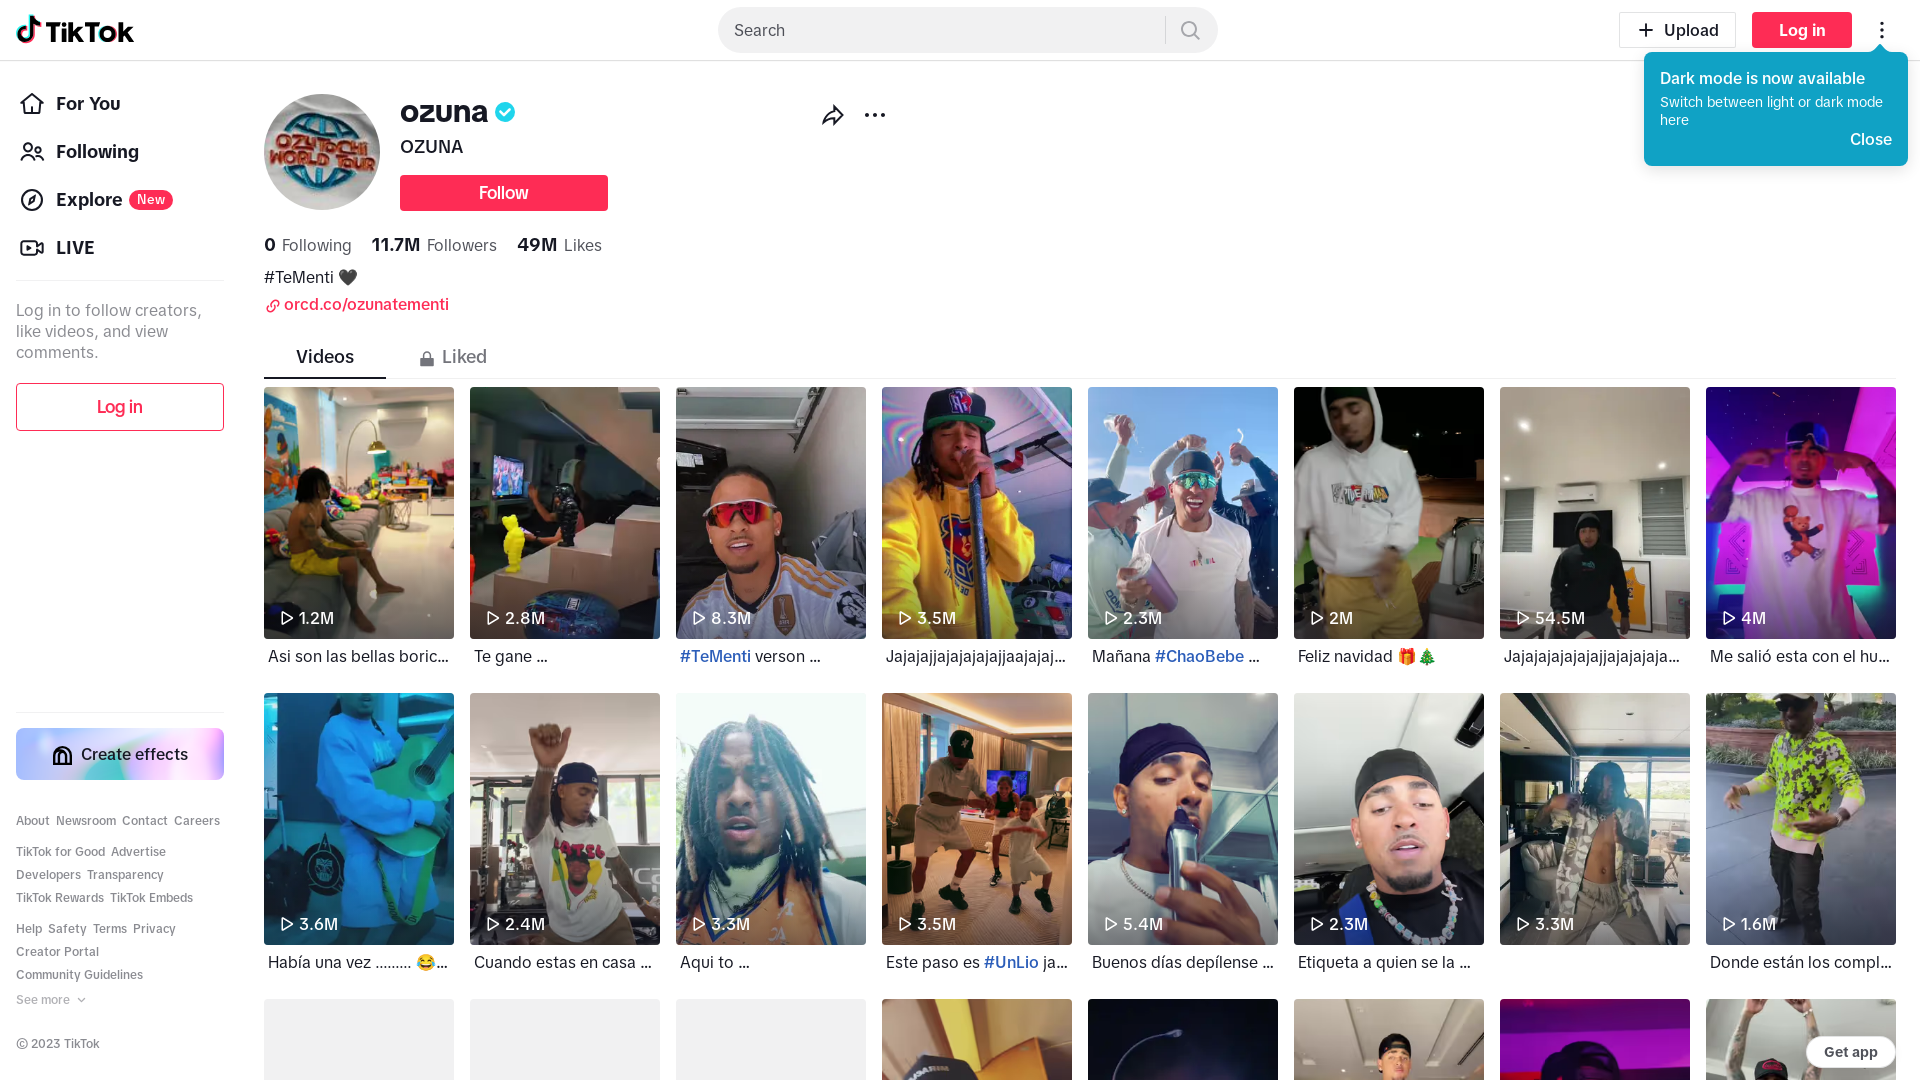 TikTok
Search
Upload
Log in
Dark mode is now available
Switch between light or dark mode
here
Close
For You
Following
Explore New
LIVE
Log in to follow creators,
like videos, and view
comments.
Log in
Create effects
About Newsroom Contact Careers
TikTok for Good Advertise
Developers Transparency
TikTok Rewards TikTok Embeds
Help Safety Terms Privacy
Creator Portal
Community Guidelines
See more
© 2023 TikTok
OZUTOCHI
WORLD TOUR
ozuna
OZUNA
Follow
0 Following 11.7M Followers 49M Likes
#TeMenti 🖤
orcd.co/ozunatementi
Videos Liked
1.2M
2.8M
8.3M
3.5M
2.3M
2M
54.5M
4M
Asi son las bellas boric...
Te gane ...
#TeMenti verson ...
Jajajajjajajajajajjaajajaj...
Mañana #ChaoBebe ...
Feliz navidad 🎁🎄
Jajajajajajajajjajajajaja...
Me salió esta con el hu...
3.6M
2.4M
3.3M
3.5M
5.4M
2.3M
3.3M
1.6M
Había una vez ......... 😂...
Cuando estas en casa ...
Aqui to ...
Este paso es #UnLio ja...
Buenos días depílense ...
Etiqueta a quien se la ...
Donde están los compl...
Get app